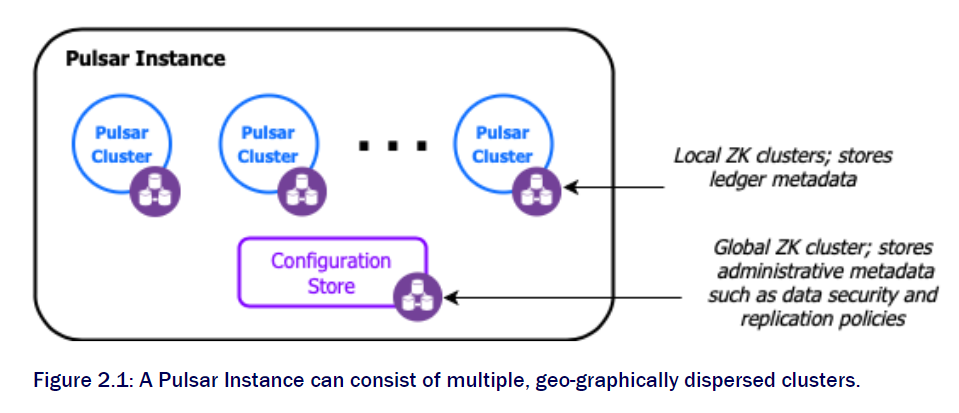 Pulsar Instance
Pulsar
Cluster
Pulsar
Cluster
Pulsar
Cluster
Local ZK clusters; stores
ledger metadata
Configuration
Store
Global ZK cluster; stores
administrative metadata
such as data security and
replication policies
Figure 2.1: A Pulsar Instance can consist of multiple, geo-graphically dispersed clusters.